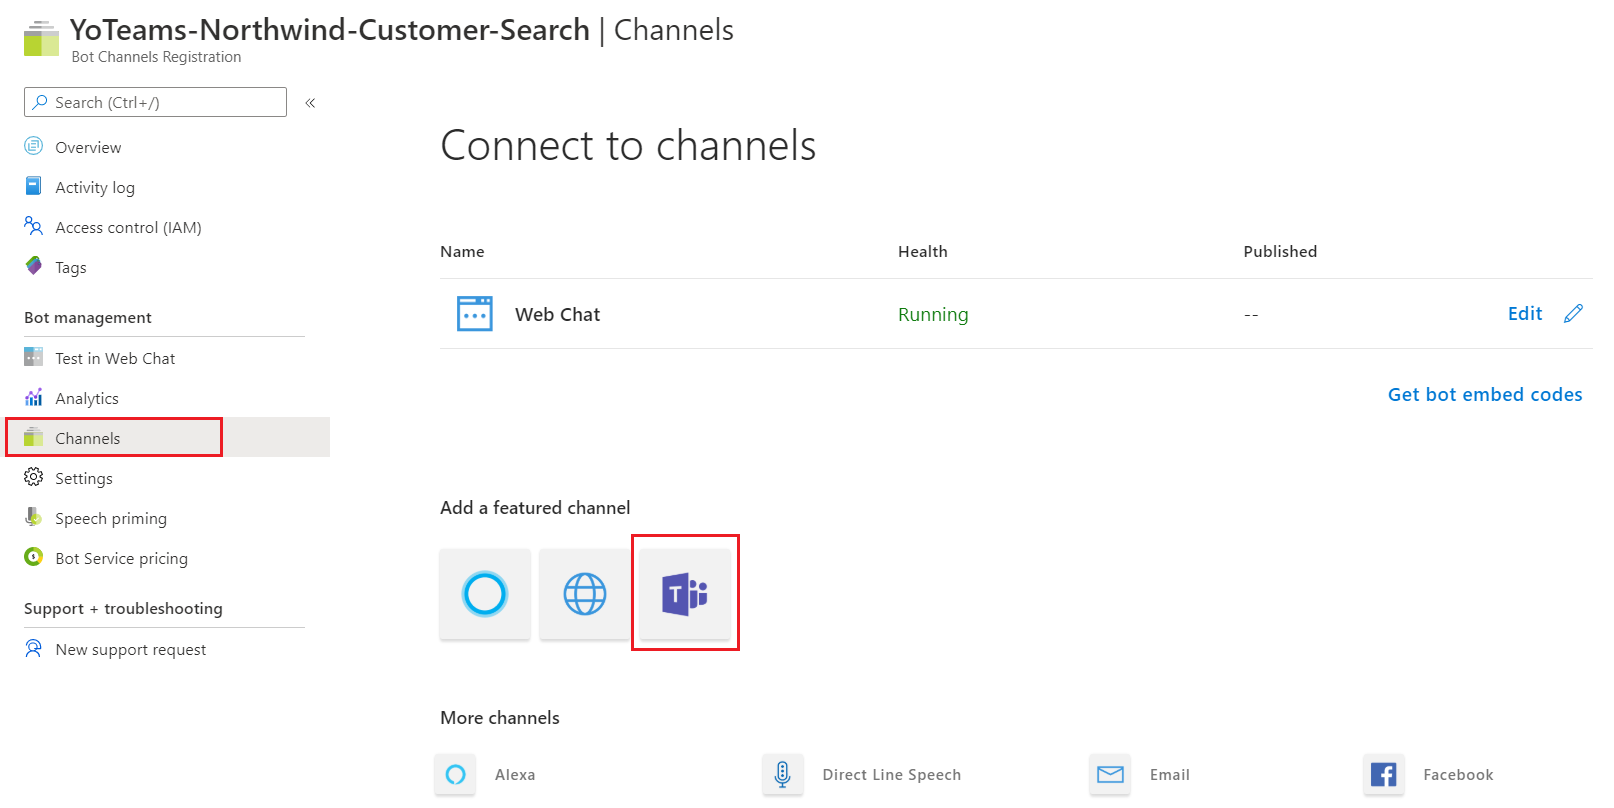 YoTeams-Northwind-Customer-Search | Channels
Bot Channels Registration
Search (Ctrl+/)
«
Overview
Activity log
Access control (IAM)
Tags
Bot management
Test in Web Chat
Analytics
Channels
Settings
Speech priming
Bot Service pricing
Support + troubleshooting
New support request
Connect to channels
Name Health Published
Web Chat Running -- Edit
Get bot embed codes
Add a featured channel
T
More channels
Alexa Direct Line Speech Email Facebook